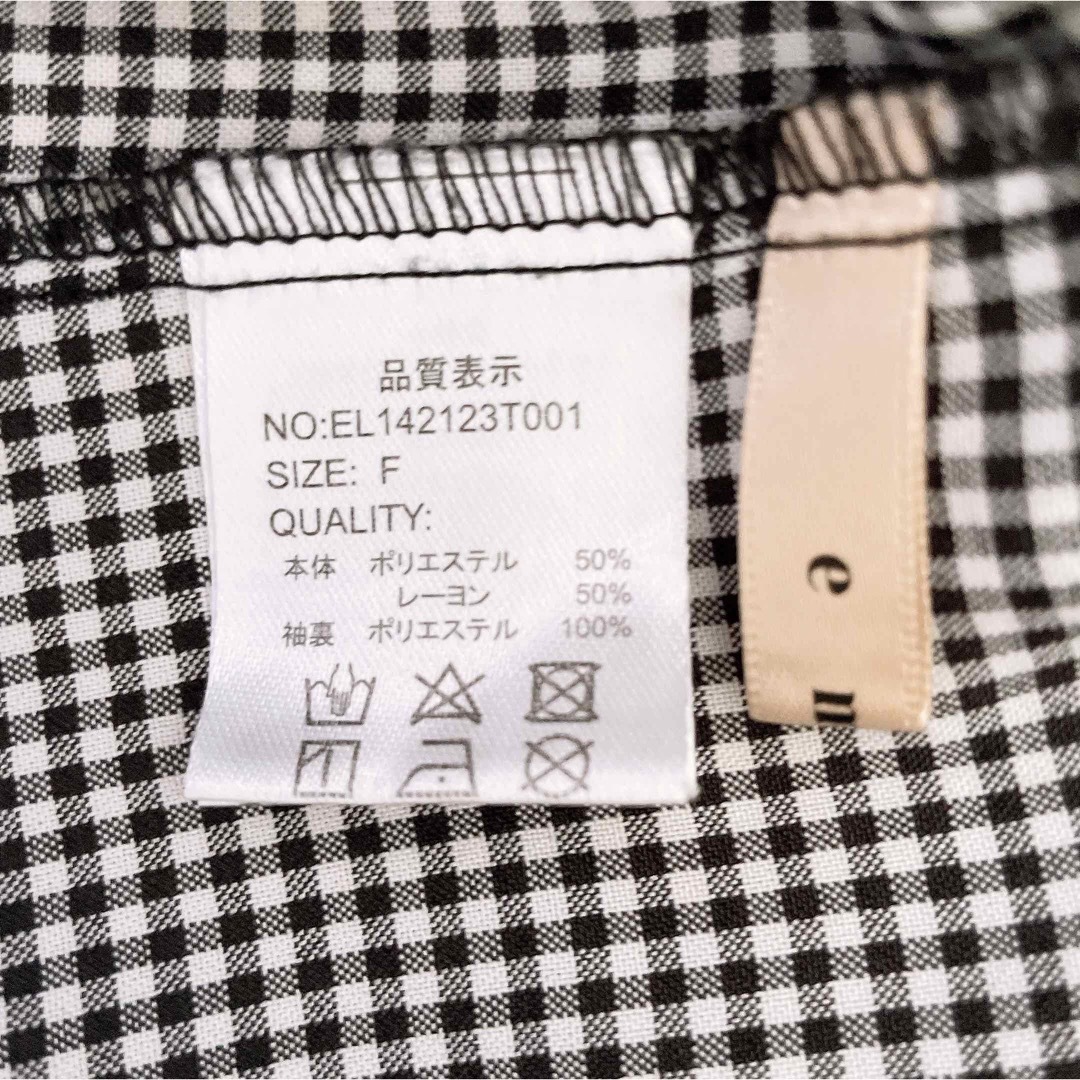 品質表示
NO:EL142123T001
SIZE: F
QUALITY:
本体 ポリエステル 50%
レーヨン 50%
袖裏 ポリエステル 100%
e m